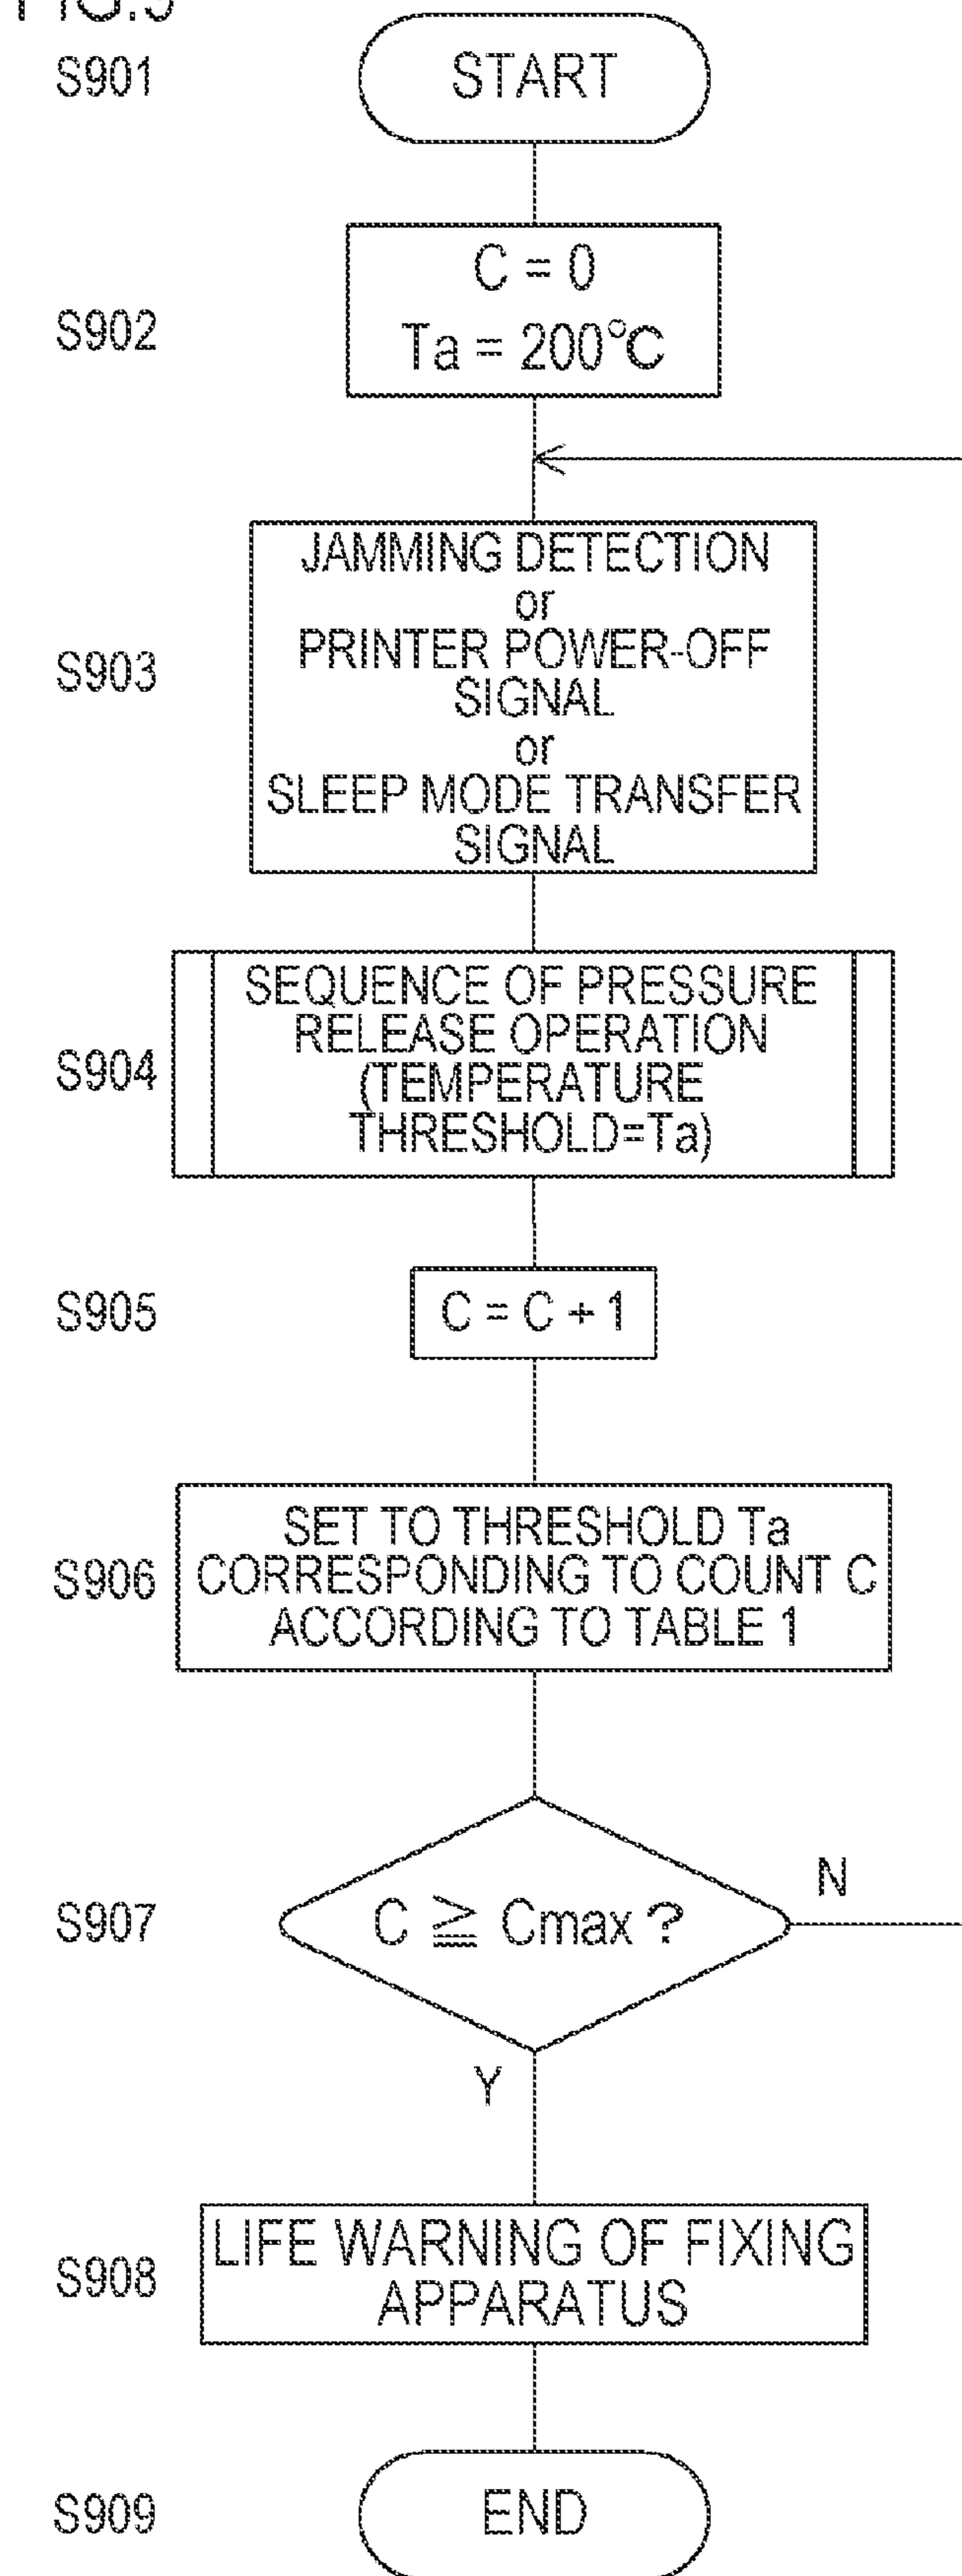 FIG.9
S901
START
S902
C = 0
Ta = 200℃
S903
JAMMING DETECTION
or
PRINTER POWER-OFF
SIGNAL
or
SLEEP MODE TRANSFER
SIGNAL
S904
SEQUENCE OF PRESSURE
RELEASE OPERATION
(TEMPERATURE
THRESHOLD=Ta)
S905
C = C + 1
S906
SET TO THRESHOLD Ta
CORRESPONDING TO COUNT C
ACCORDING TO TABLE 1
S907
C ≧ Cmax ?
N
Y
S908
LIFE WARNING OF FIXING
APPARATUS
S909
END